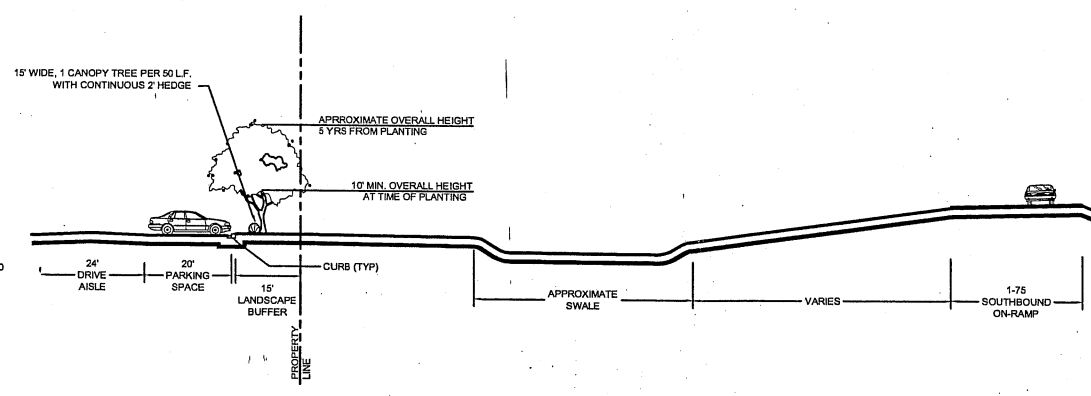 15' WIDE, 1 CANOPY TREE PER 50 L.F.
WITH CONTINUOUS 2' HEDGE
APRROXIMATE OVERALL HEIGHT
5 YRS FROM PLANTING
10' MIN. OVERALL HEIGHT
AT TIME OF PLANTING
CURB (TYP)
24'
DRIVE
AISLE
20'
PARKING
SPACE
15'
LANDSCAPE
BUFFER
PROPERTY
LINE
APPROXIMATE
SWALE
VARIES
1-75
SOUTHBOUND
ON-RAMP